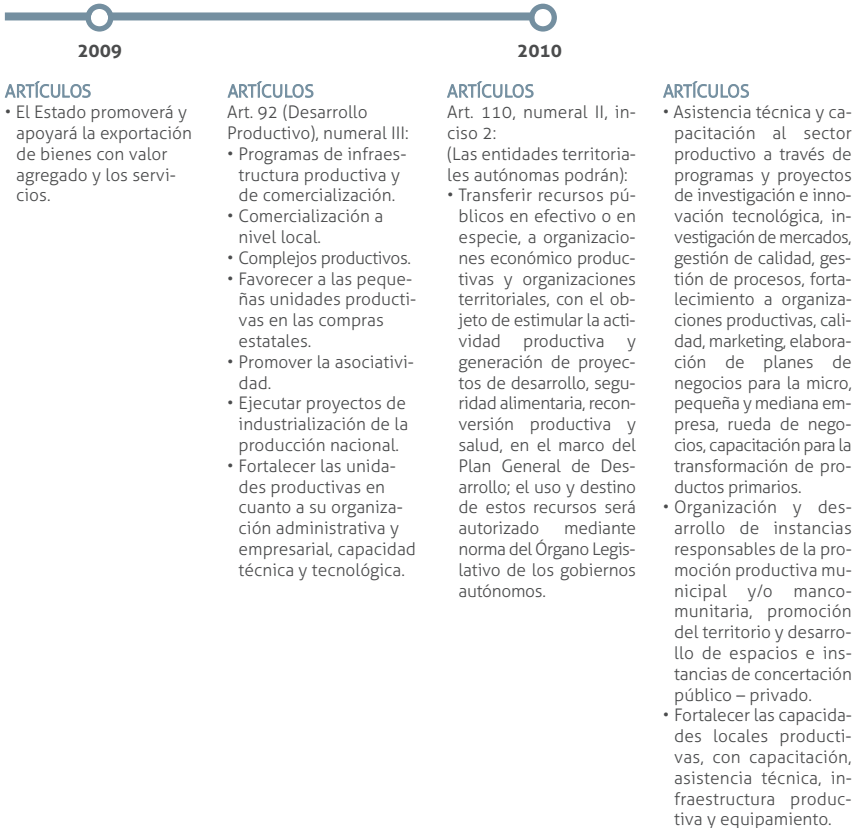 2009
2010
ARTÍCULOS
• El Estado promoverá y
apoyará la exportación
de bienes con valor
agregado y los servi-
cios.
ARTÍCULOS
Art. 92 (Desarrollo
Productivo), numeral III:
• Programas de infraes-
tructura productiva y
de comercialización.
• Comercialización a
nivel local.
• Complejos productivos.
• Favorecer a las peque-
ñas unidades producti-
vas en las compras
estatales.
• Promover la asociativi-
dad.
• Ejecutar proyectos de
industrialización de la
producción nacional.
• Fortalecer las unida-
des productivas en
cuanto a su organiza-
ción administrativa y
empresarial, capacidad
técnica y tecnológica.
ARTÍCULOS
Art. 110, numeral II, in-
ciso 2:
(Las entidades territoria-
les autónomas podrán):
• Transferir recursos pú-
blicos en efectivo o en
especie, a organizacio-
nes económico produc-
tivas y organizaciones
territoriales, con el ob-
jeto de estimular la acti-
vidad productiva y
generación de proyec-
tos de desarrollo, segu-
ridad alimentaria, recon-
versión productiva y
salud, en el marco del
Plan General de Des-
arrollo; el uso y destino
de estos recursos será
autorizado mediante
norma del Órgano Legis-
lativo de los gobiernos
autónomos.
ARTÍCULOS
• Asistencia técnica y ca-
pacitación al sector
productivo a través de
programas y proyectos
de investigación e inno-
vación tecnológica, in-
vestigación de mercados,
gestión de calidad, ges-
tión de procesos, forta-
lecimiento a organiza-
ciones productivas, cali-
dad, marketing, elabora-
ción de planes de
negocios para la micro,
pequeña y mediana em-
presa, rueda de nego-
cios, capacitación para la
transformación de pro-
ductos primarios.
• Organización y des-
arrollo de instancias
responsables de la pro-
moción productiva mu-
nicipal y/o manco-
munitaria, promoción
del territorio y desarro-
llo de espacios e ins-
tancias de concertación
público – privado.
• Fortalecer las capacida-
des locales producti-
vas, con capacitación,
asistencia técnica, in-
fraestructura produc-
tiva y equipamiento.